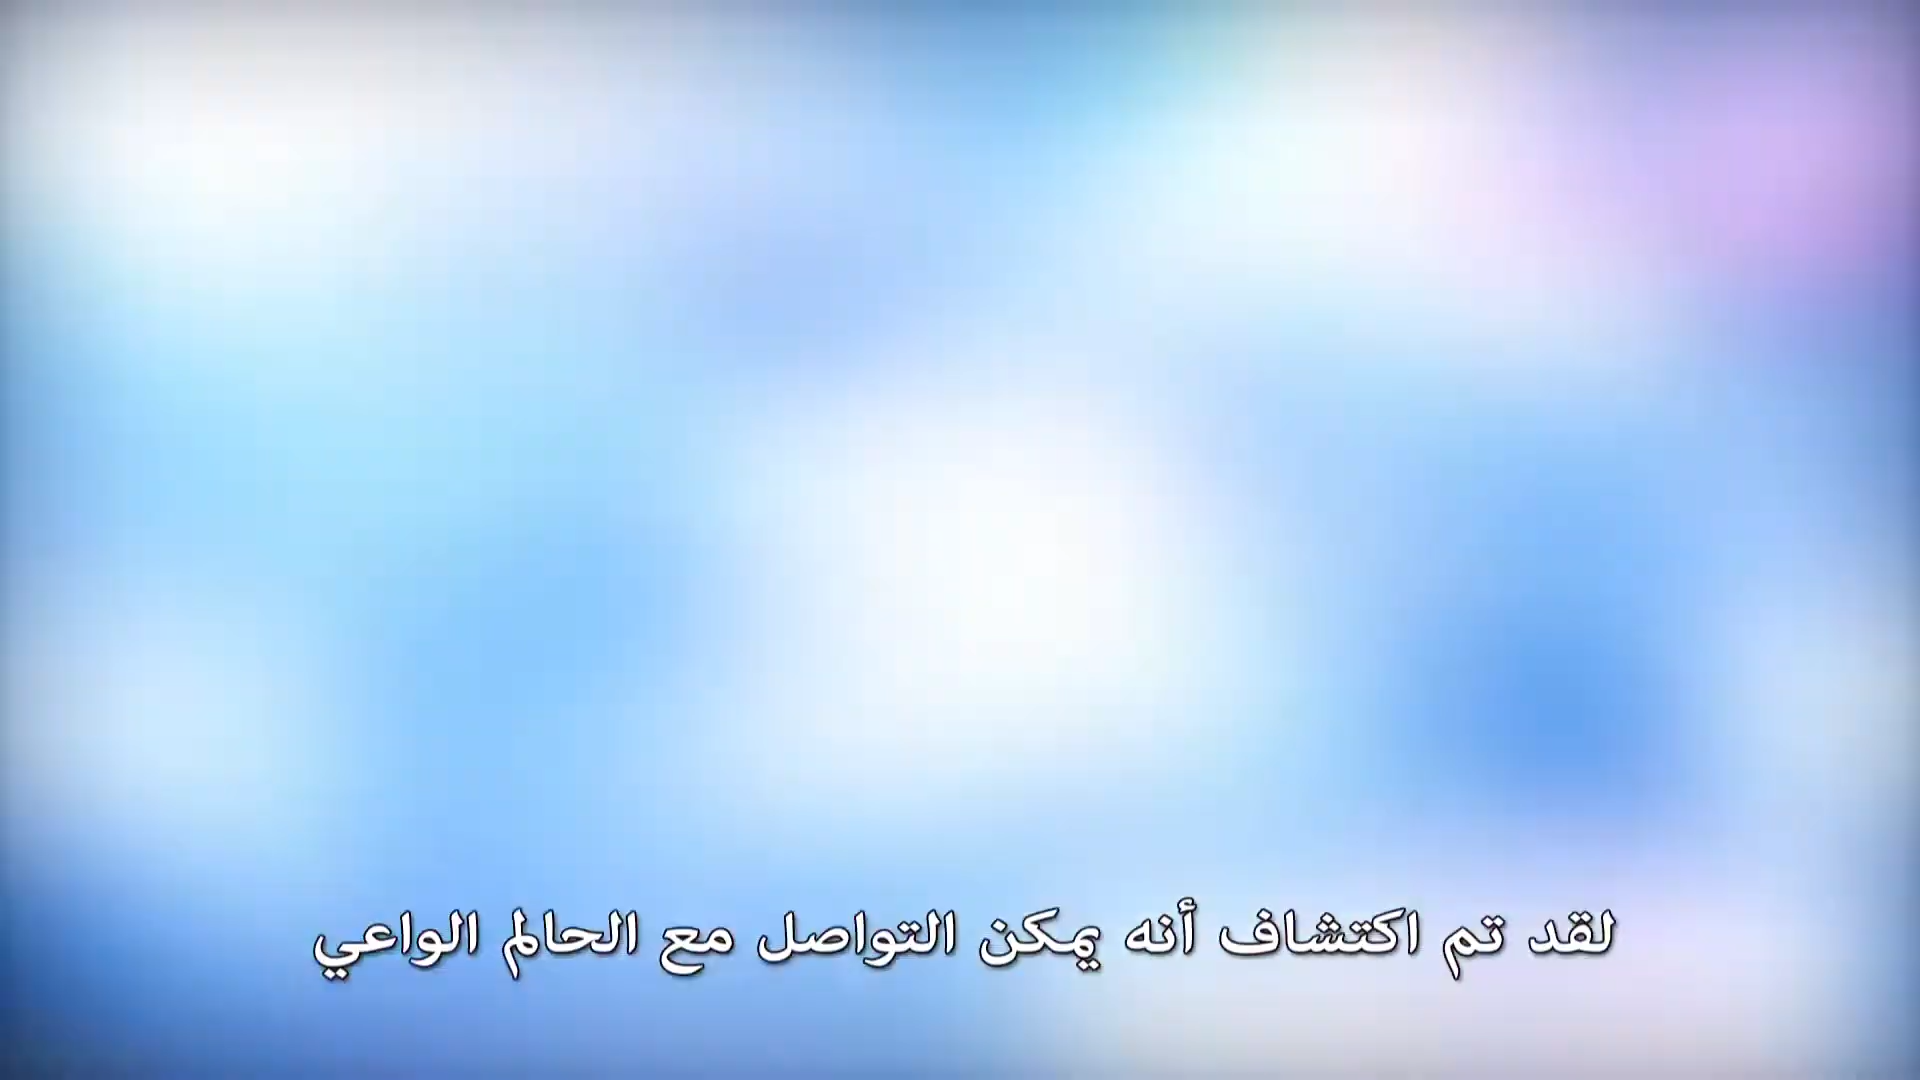 لقد تم اكتشاف أنه يمكن التواصل مع الحالم الواعي